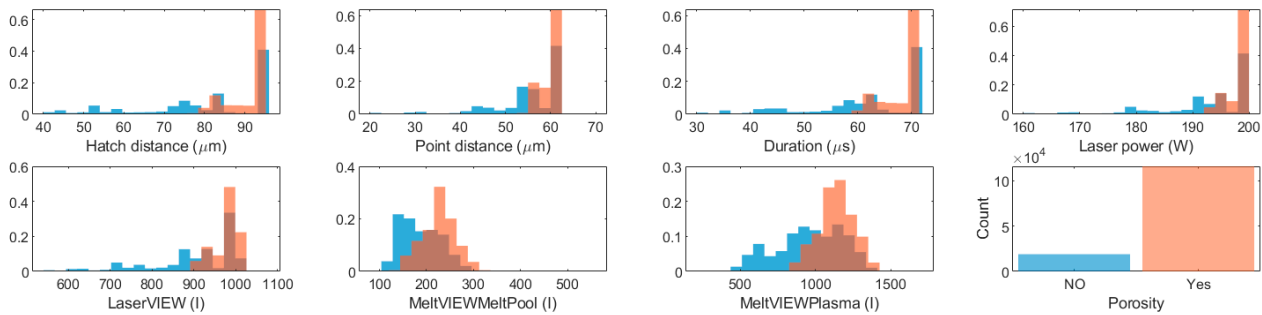 0.6 0.6 0.6 0.6
0.4 0.4 0.4 0.4
0.2 0.2 0.2 0.2
0 0 0 0
40 50 60 70 80 90 20 40 60 70 30 40 50 60 70 160 170 180 190 200
Hatch distance (μm) Point distance (μm) Duration (μs) Laser power (W)
0.6 0.4 0.3 ×10⁴
0.4 0.2 0.2 10
0.2 0.1 5
0 0 0 0
Count
600 700 800 900 1000 1100 100 200 300 400 500 500 1000 1500 NO Yes
LaserVIEW (I) MeltVIEWMeltPool (I) MeltVIEWPlasma (I) Porosity